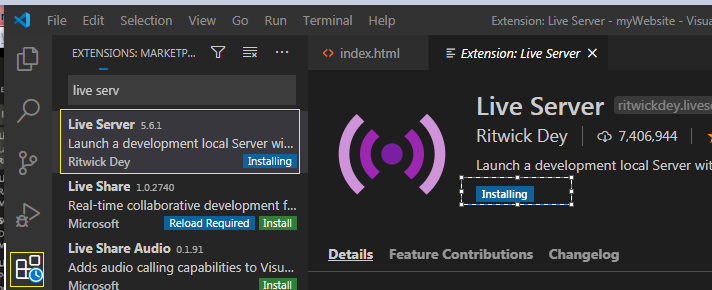 File Edit Selection View Go Run Terminal Help Extension: Live Server - myWebsite - Visua
EXTENSIONS: MARKETP...
live serv
Live Server 5.6.1
Launch a development local Server wi...
Ritwick Dey Installing
Live Share 1.0.2740
Real-time collaborative development f...
Microsoft Reload Required Install
Live Share Audio 0.1.91
Adds audio calling capabilities to Visu...
Microsoft Install
index.html Extension: Live Server
Live Server ritwickdey.lives
Ritwick Dey 7,406,944
Launch a development local Server wit
Installing
Details Feature Contributions Changelog